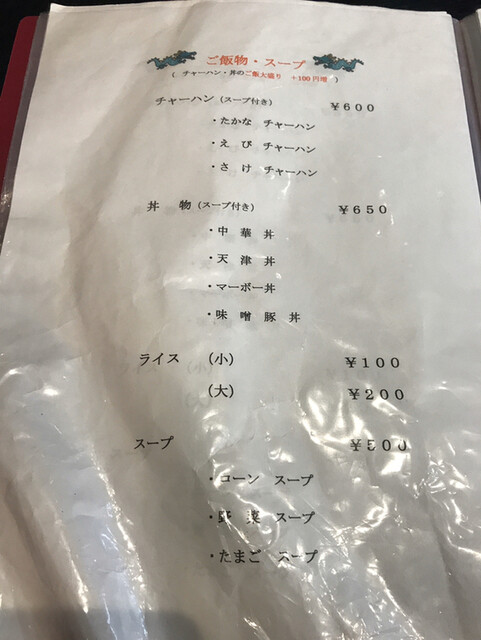 ご飯物・スープ
( チャーハン・丼のご飯大盛り +100円増 )
チャーハン (スープ付き) ￥600
・たかな チャーハン
・えび チャーハン
・さけ チャーハン
丼 物 (スープ付き) ￥650
・中 華 丼
・天 津 丼
・マーボー丼
・味 噌 豚 丼
ライス (小) ￥100
(大) ￥200
スープ ￥500
・コーン スープ
・野 菜 スープ
・たまご スープ